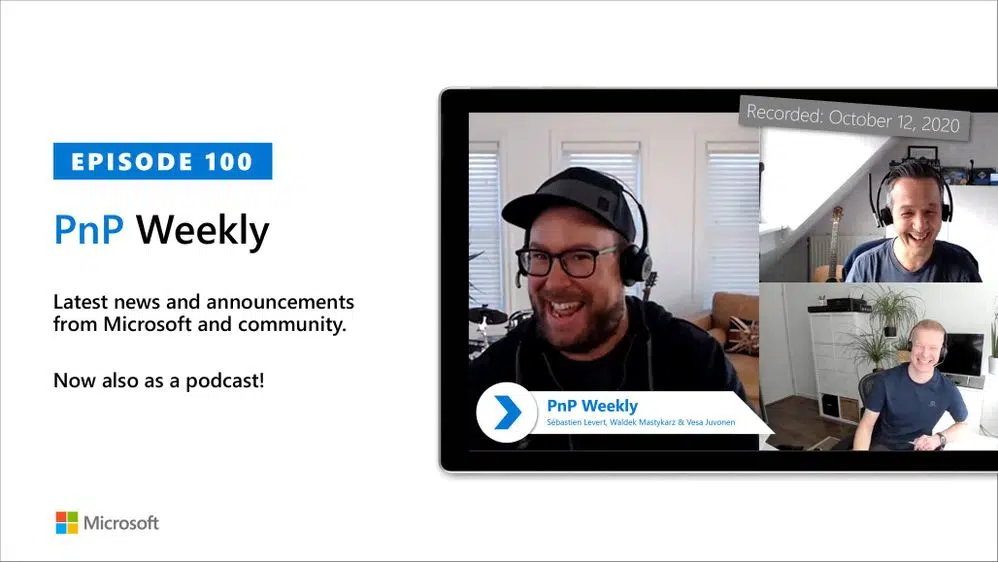 EPISODE 100
PnP Weekly
Latest news and announcements
from Microsoft and community.
Now also as a podcast!
Microsoft
Recorded: October 12, 2020
PnP Weekly
Sébastien Levert, Waldek Mastykarz & Vesa Juvonen